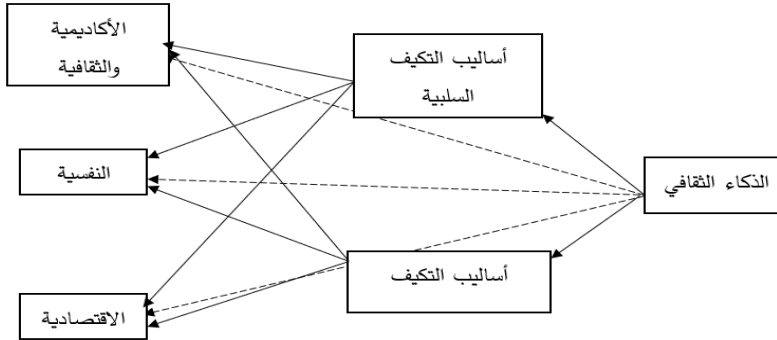 الأكاديمية
والثقافية
أساليب التكيف
السلبية
النفسية
الذكاء الثقافي
أساليب التكيف
الاقتصادية